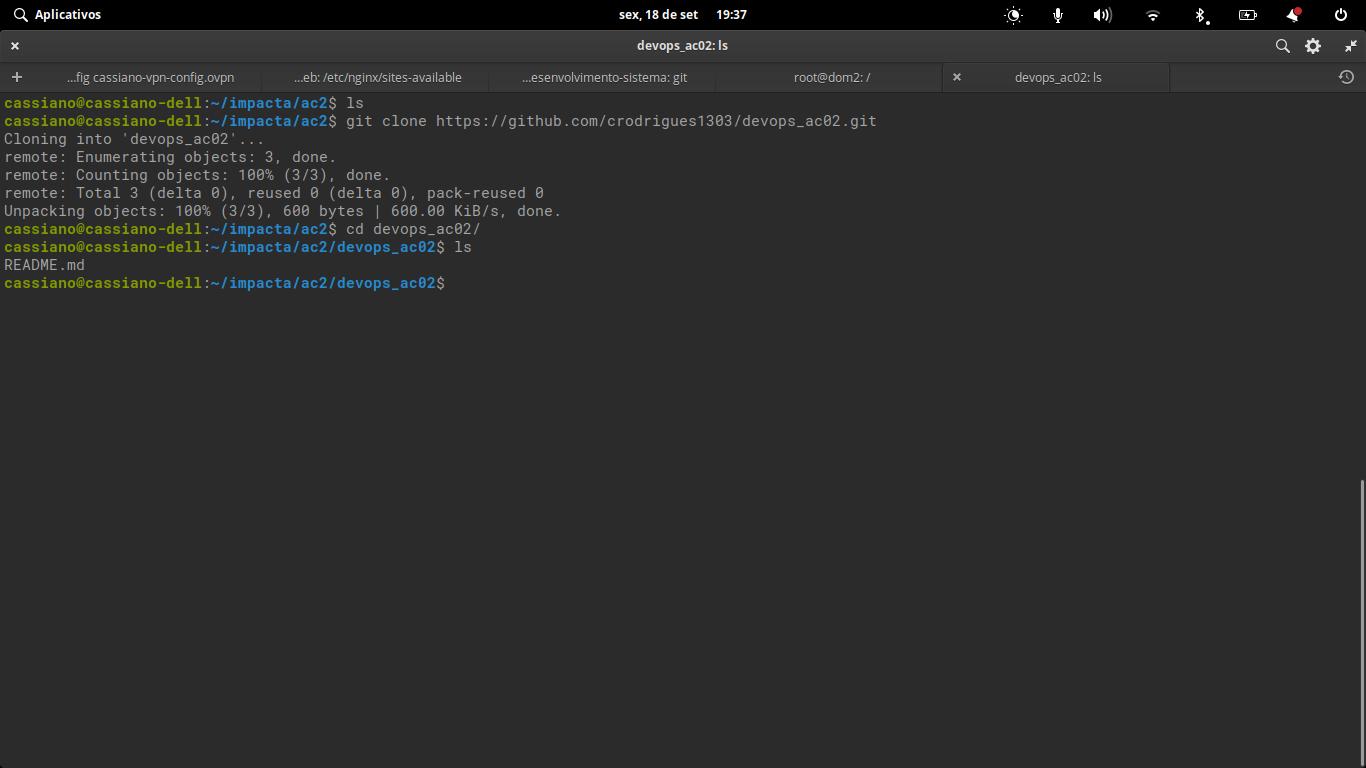 Aplicativos
sex, 18 de set 19:37
devops_ac02: ls
...fig cassiano-vpn-config.ovpn
...eb: /etc/nginx/sites-available
...esenvolvimento-sistema: git
root@dom2: /
devops_ac02: ls
cassiano@cassiano-dell:~/impacta/ac2$ ls
cassiano@cassiano-dell:~/impacta/ac2$ git clone https://github.com/crodrigues1303/devops_ac02.git
Cloning into 'devops_ac02'...
remote: Enumerating objects: 3, done.
remote: Counting objects: 100% (3/3), done.
remote: Total 3 (delta 0), reused 0 (delta 0), pack-reused 0
Unpacking objects: 100% (3/3), 600 bytes | 600.00 KiB/s, done.
cassiano@cassiano-dell:~/impacta/ac2$ cd devops_ac02/
cassiano@cassiano-dell:~/impacta/ac2/devops_ac02$ ls
README.md
cassiano@cassiano-dell:~/impacta/ac2/devops_ac02$